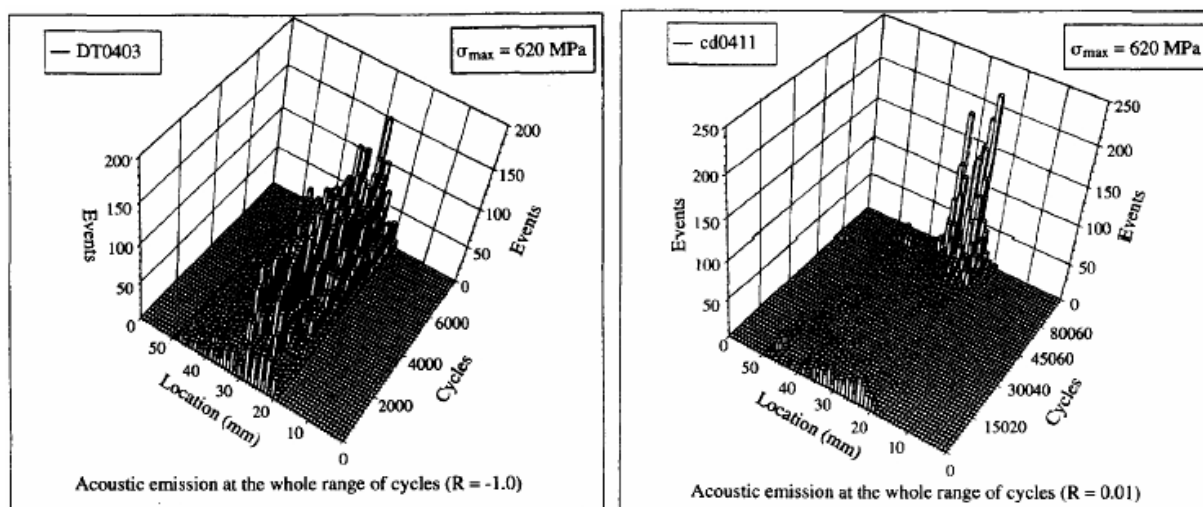 DT0403
σmax = 620 MPa
200
150
100
50
0
Events
200
150
100
50
0
Events
50
40
30
20
10
0
Location (mm)
2000
4000
6000
Cycles
Acoustic emission at the whole range of cycles (R = -1.0)
cd0411
σmax = 620 MPa
250
200
150
100
50
0
Events
250
200
150
100
50
0
Events
50
40
30
20
10
0
Location (mm)
15020
30040
45060
80060
Cycles
Acoustic emission at the whole range of cycles (R = 0.01)